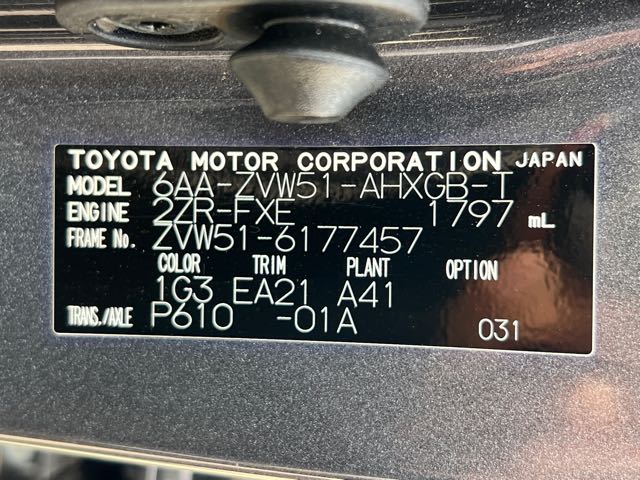 TOYOTA MOTOR CORPORATION JAPAN
MODEL 6AA-ZVW51-AHXGB-T
ENGINE 2ZR-FXE 1797 mL
FRAME No. ZVW51-6177457
COLOR TRIM PLANT OPTION
1G3 EA21 A41
TRANS./AXLE P610 -01A 031